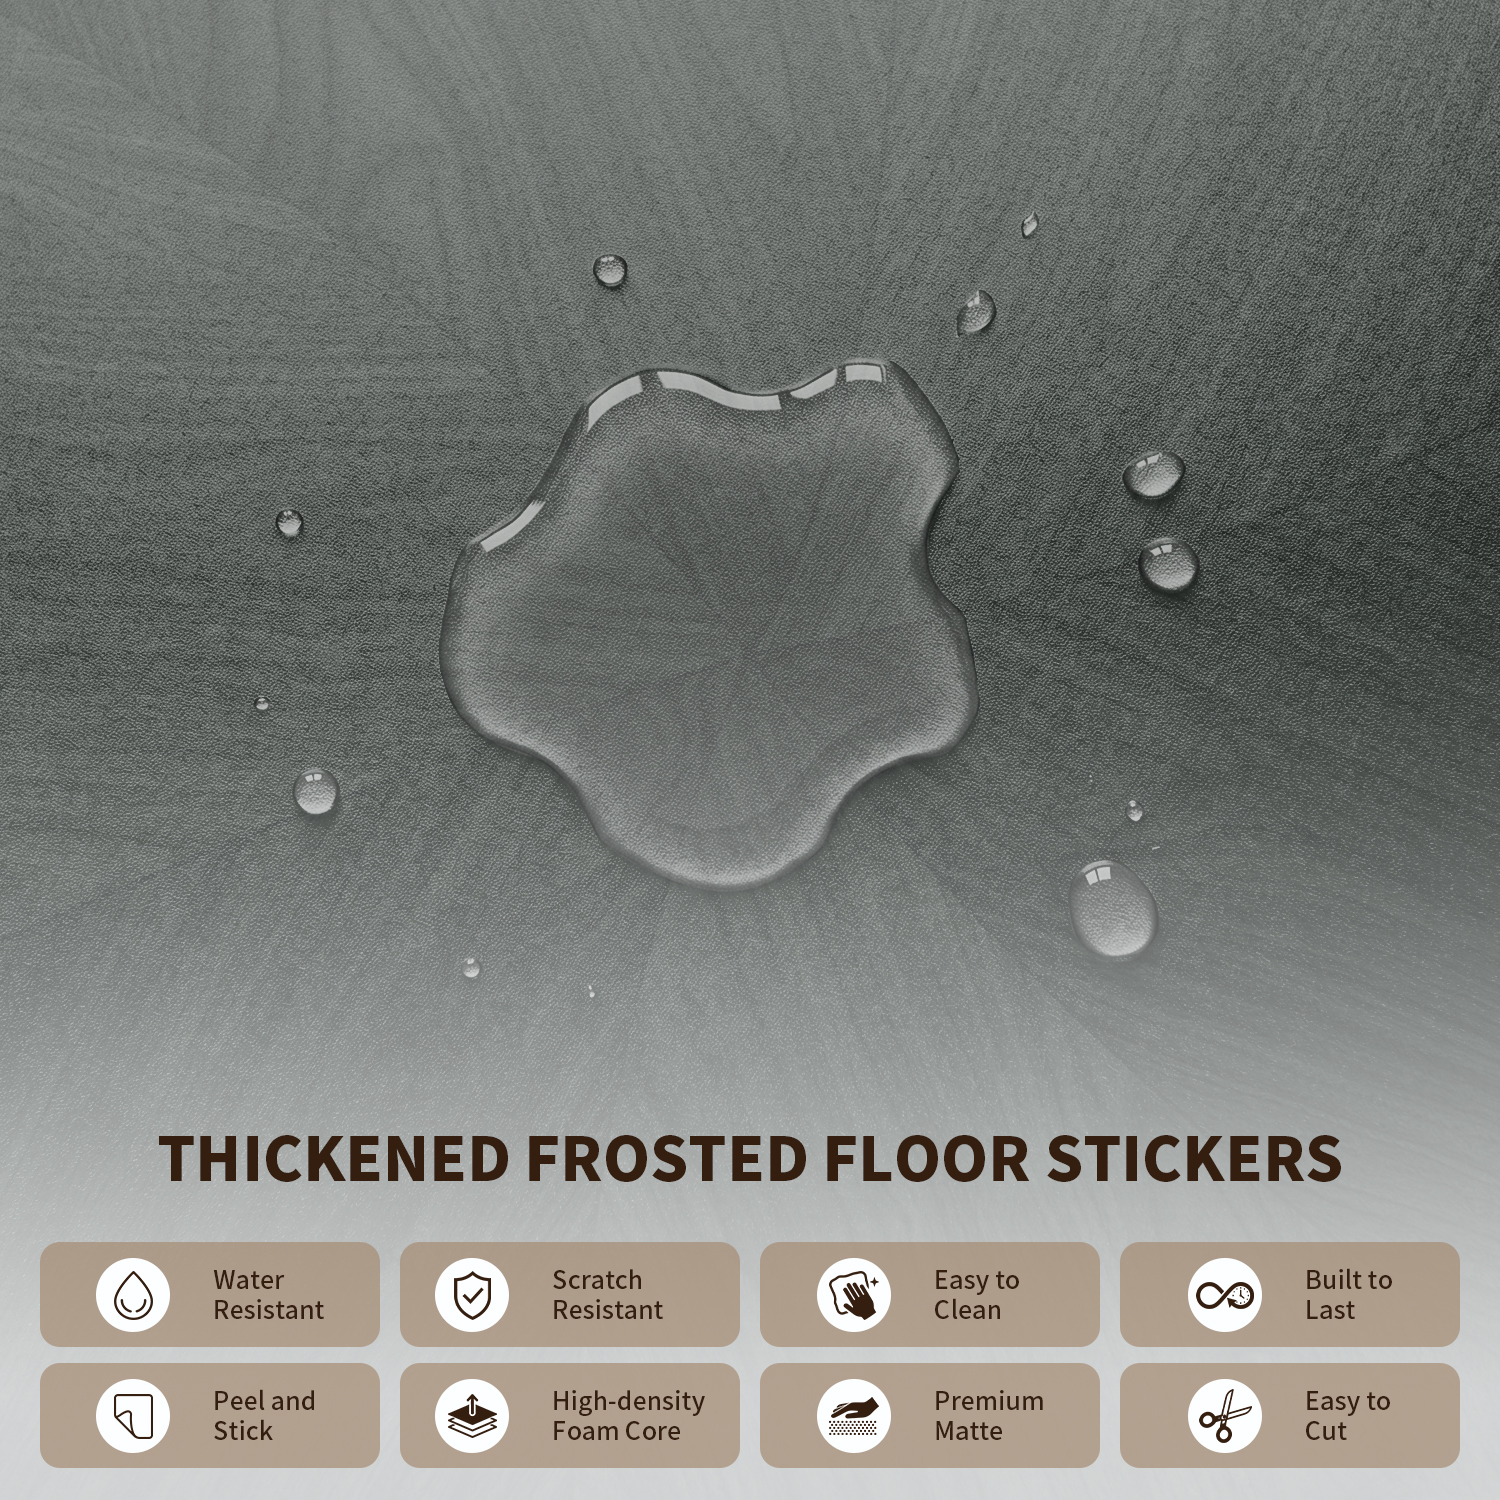 THICKENED FROSTED FLOOR STICKERS
Water
Resistant
Scratch
Resistant
Easy to
Clean
Built to
Last
Peel and
Stick
High-density
Foam Core
Premium
Matte
Easy to
Cut